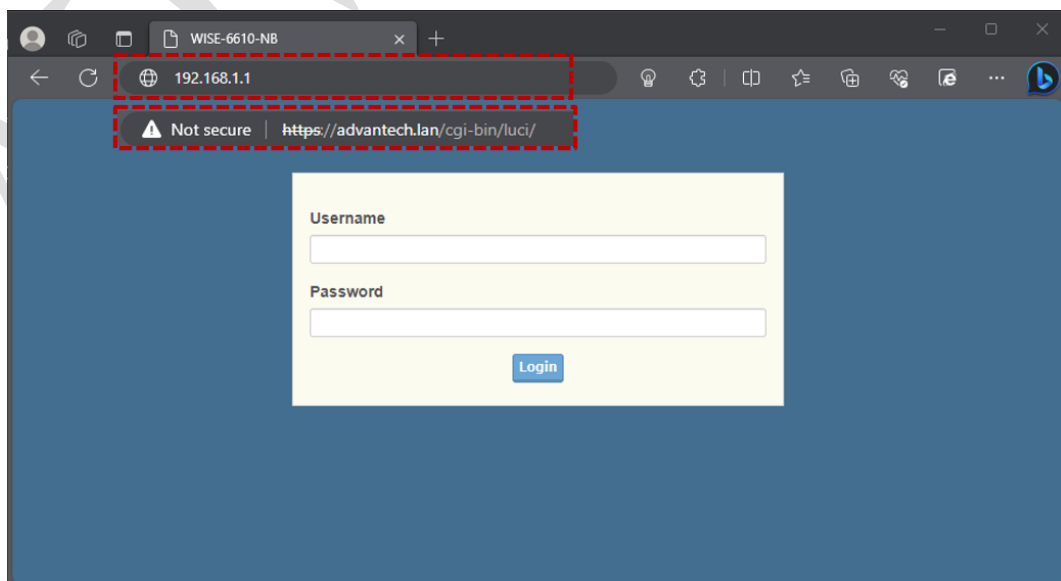 WISE-6610-NB
192.168.1.1
Not secure | https://advantech.lan/cgi-bin/luci/
Username
Password
Login